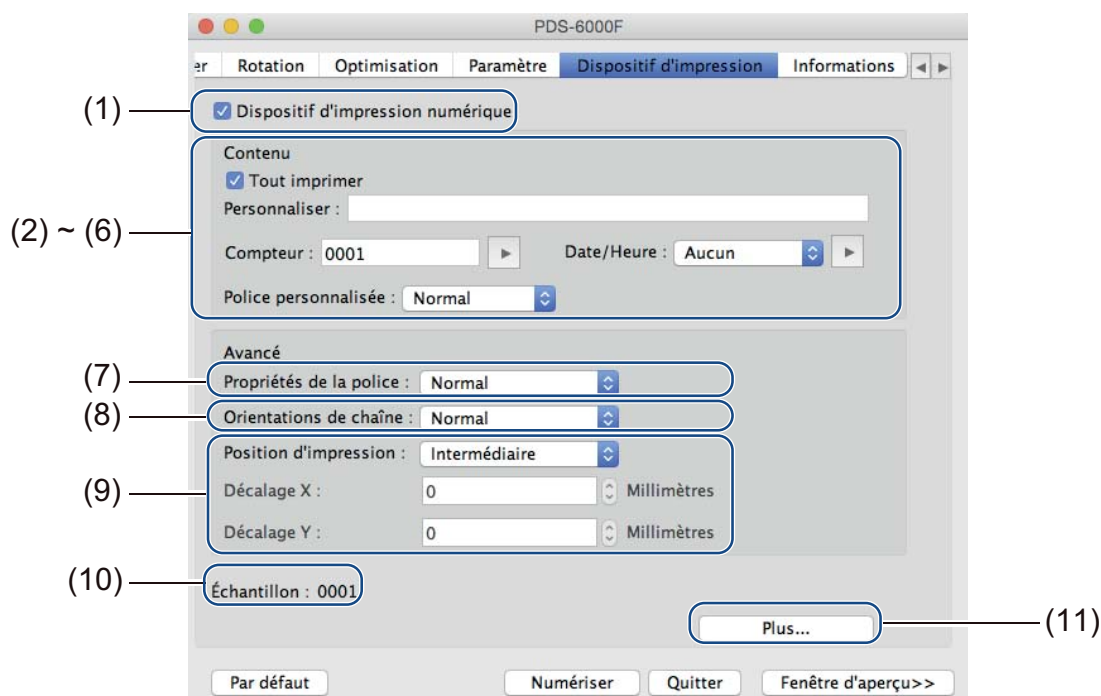 PDS-6000F
er Rotation Optimisation Paramètre Dispositif d'impression Informations
(1) Dispositif d'impression numérique
Contenu
Tout imprimer
Personnaliser :
(2) ~ (6)
Compteur : 0001 Date/Heure : Aucun
Police personnalisée : Normal
Avancé
(7) Propriétés de la police : Normal
(8) Orientations de chaîne : Normal
Position d'impression : Intermédiaire
(9) Décalage X : 0 Millimètres
Décalage Y : 0 Millimètres
(10) Échantillon : 0001
Plus... (11)
Par défaut Numériser Quitter Fenêtre d'aperçu>>